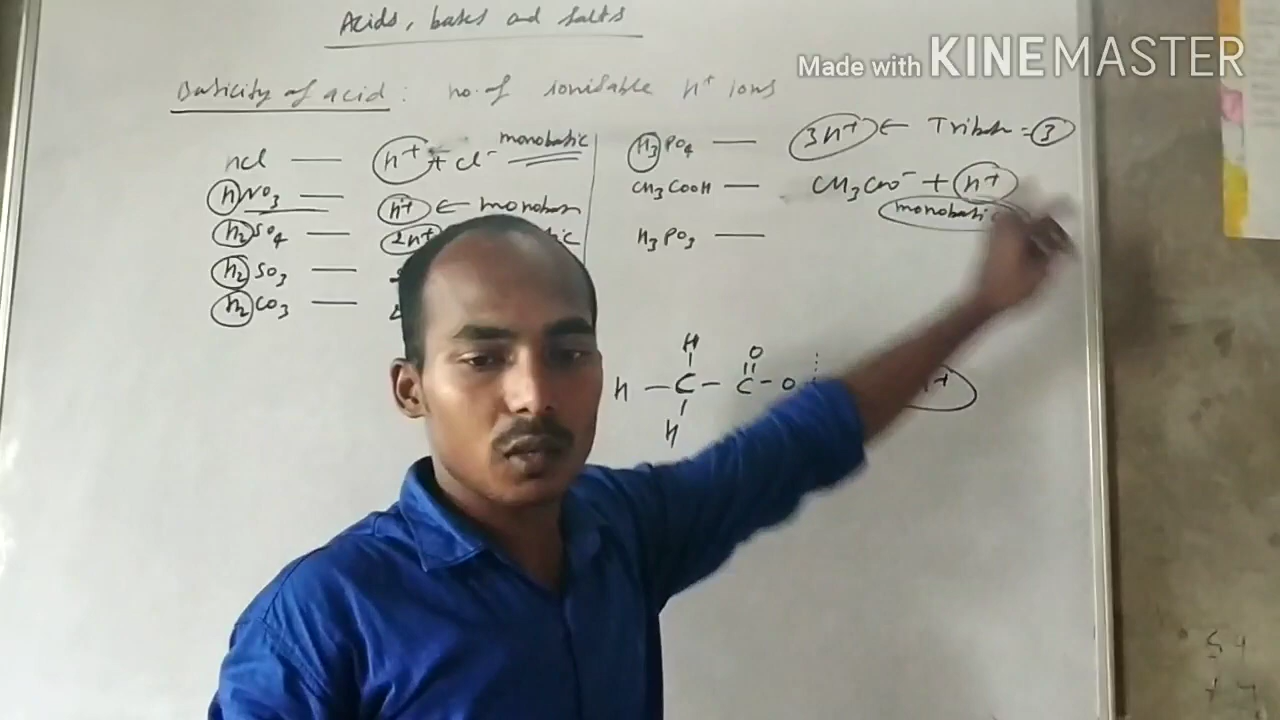 Acids, bases and salts
Made with KINEMASTER
Basicity of acid : no. of ionisable H+ ions
HCl — H+ + Cl- monobasic
HNO3 — H+ ← monobasic
H2SO4 — 2H+
H2SO3 —
H2CO3 —
H3PO4 — 3H+ ← Tribasic = 3
CH3COOH — CH3COO- + H+
monobasic
H3PO3 —
H O
H — C — C - O
H